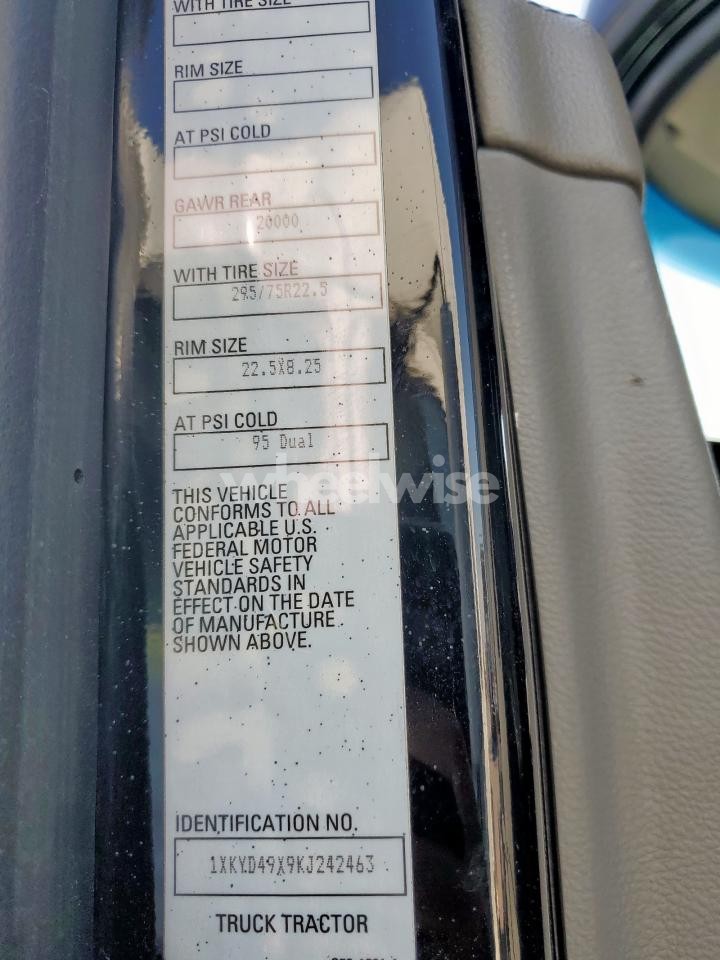 WITH TIRE SIZE
RIM SIZE
AT PSI COLD
GAWR REAR
20000
WITH TIRE SIZE
295/75R22.5
RIM SIZE
22.5X8.25
AT PSI COLD
95 Dual
wheelwise
THIS VEHICLE
CONFORMS TO ALL
APPLICABLE U.S.
FEDERAL MOTOR
VEHICLE SAFETY
STANDARDS IN
EFFECT ON THE DATE
OF MANUFACTURE
SHOWN ABOVE.
IDENTIFICATION NO.
1XKYD49X9KJ242463
TRUCK TRACTOR